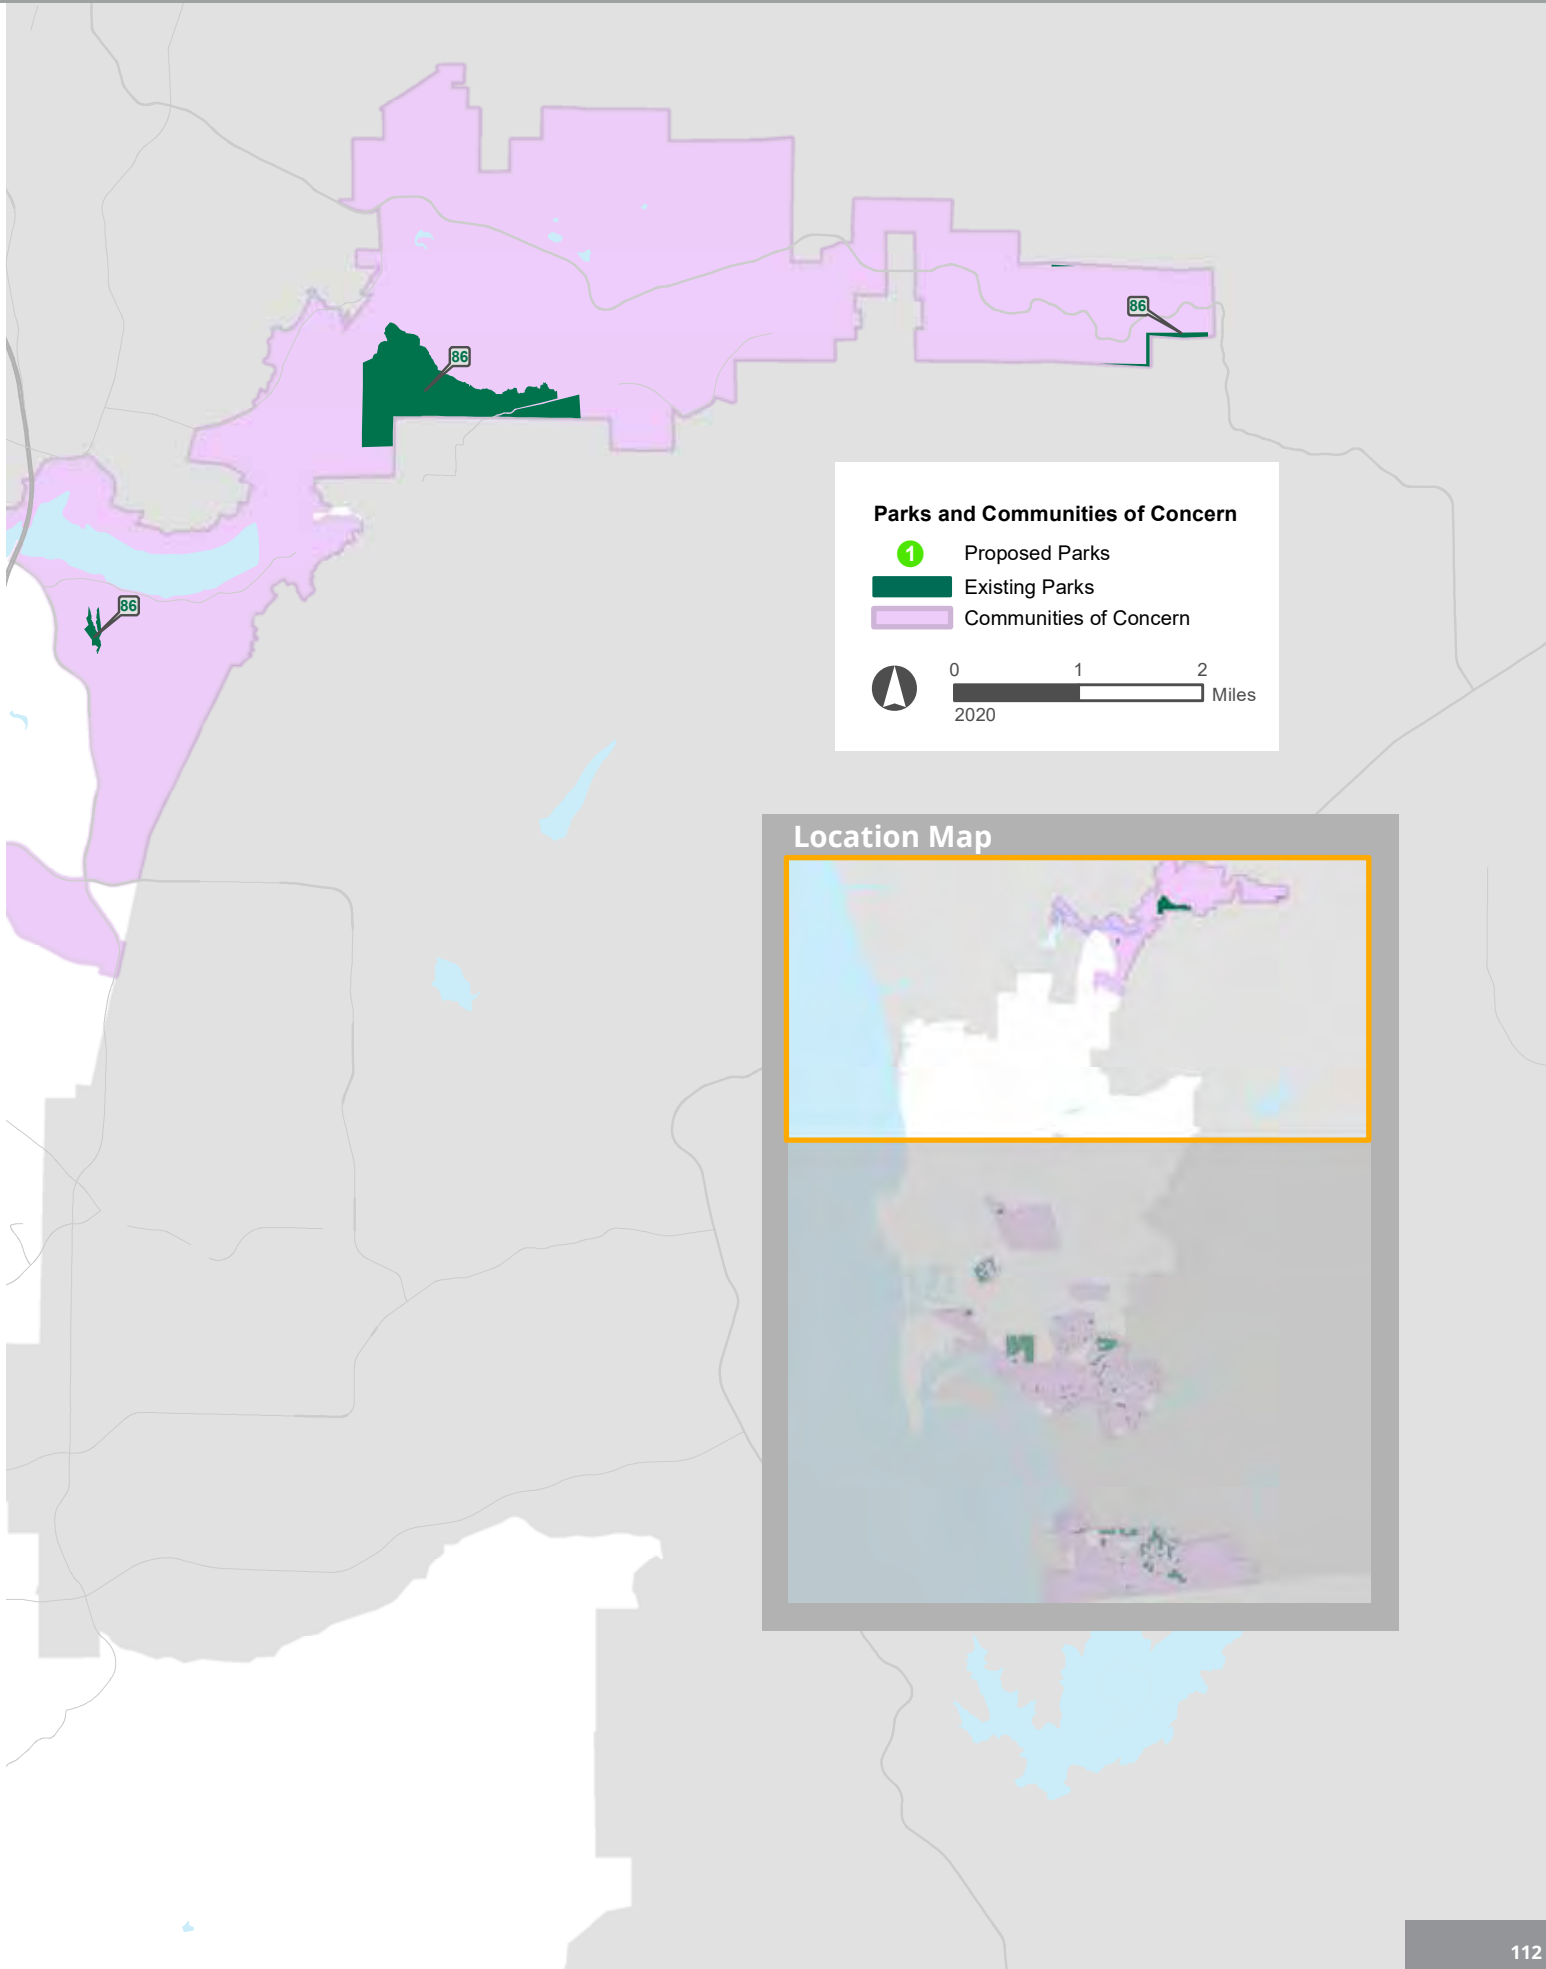 86
86
86
Parks and Communities of Concern
1 Proposed Parks
Existing Parks
Communities of Concern
0 1 2
Miles
2020
Location Map
112